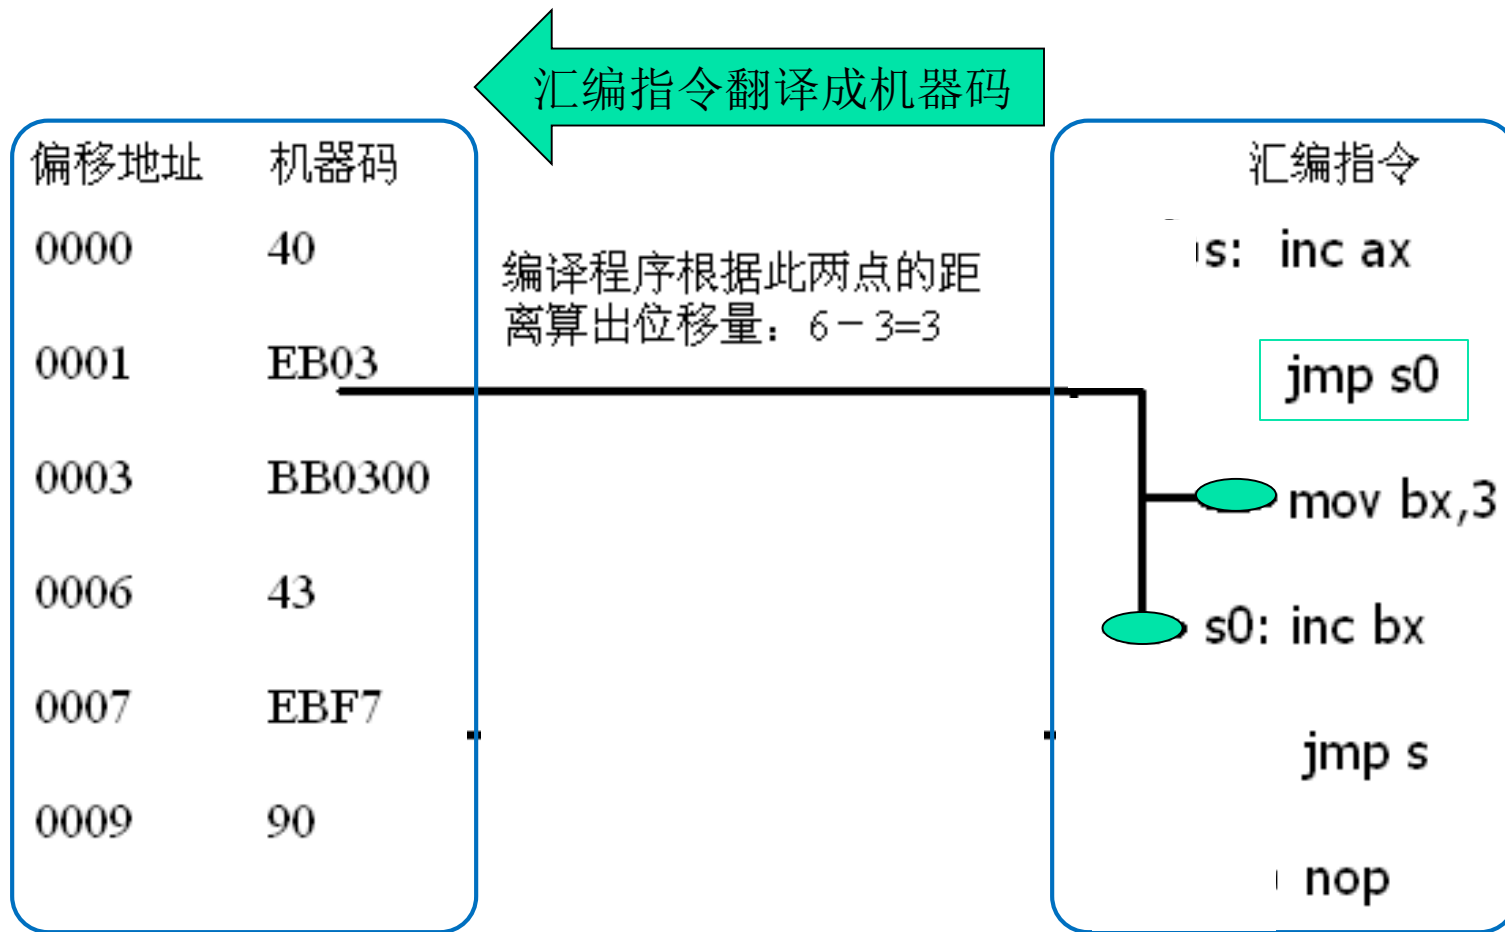 汇编指令翻译成机器码
偏移地址 机器码
0000 40
0001 EB03
0003 BB0300
0006 43
0007 EBF7
0009 90
编译程序根据此两点的距
离算出位移量：6－3=3
汇编指令
s: inc ax
jmp s0
mov bx,3
s0: inc bx
jmp s
nop